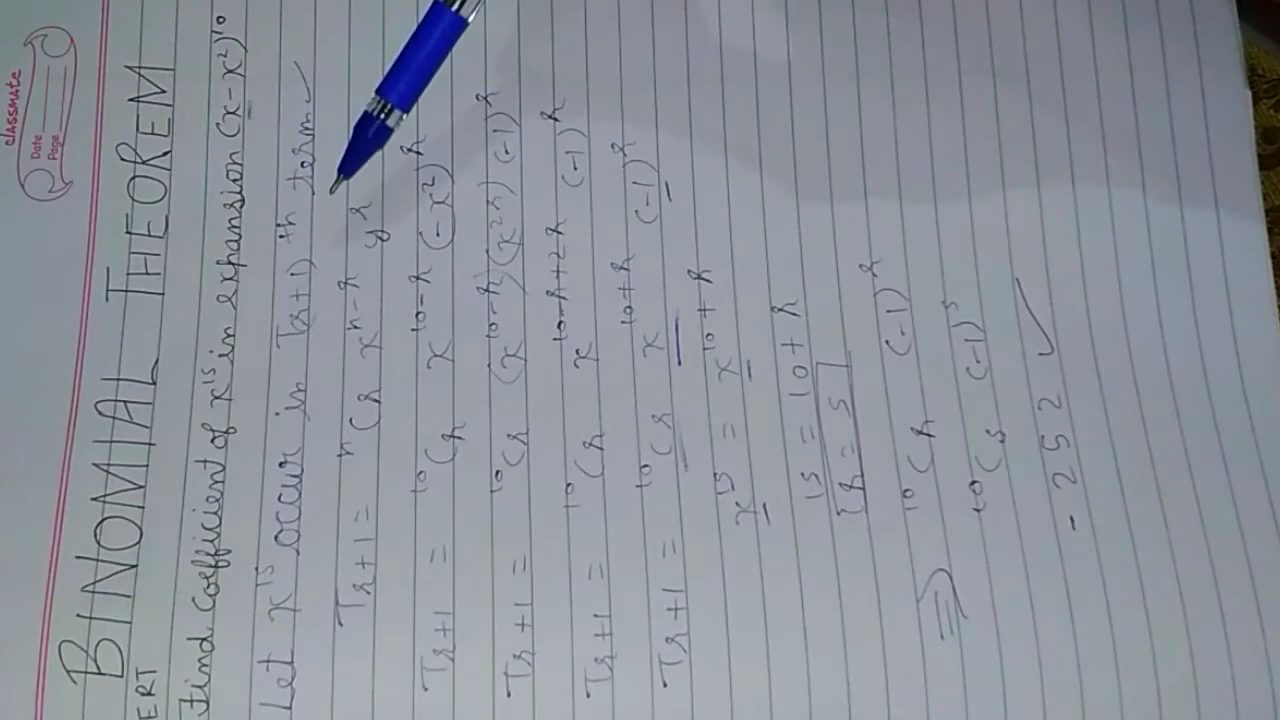 classmate
Date
Page
BINOMIAL THEOREM
ERT
Find coefficient of x¹⁵ in expansion (x-x²)¹⁰
Let x¹⁵ occur in T(r+1)th term
Tr+1 = ⁿCr xⁿ⁻ʳ yʳ
Tr+1 = ¹⁰Cr x¹⁰⁻ʳ (-x²)ʳ
Tr+1 = ¹⁰Cr (x¹⁰⁻ʳ)(x²ʳ) (-1)ʳ
Tr+1 = ¹⁰Cr x¹⁰⁻ʳ⁺²ʳ (-1)ʳ
Tr+1 = ¹⁰Cr x¹⁰⁺ʳ (-1)ʳ
x¹⁵ = x¹⁰⁺ʳ
15 = 10+r
[r = 5]
⇒ ¹⁰Cr (-1)ʳ
¹⁰C5 (-1)⁵
- 252 ✓